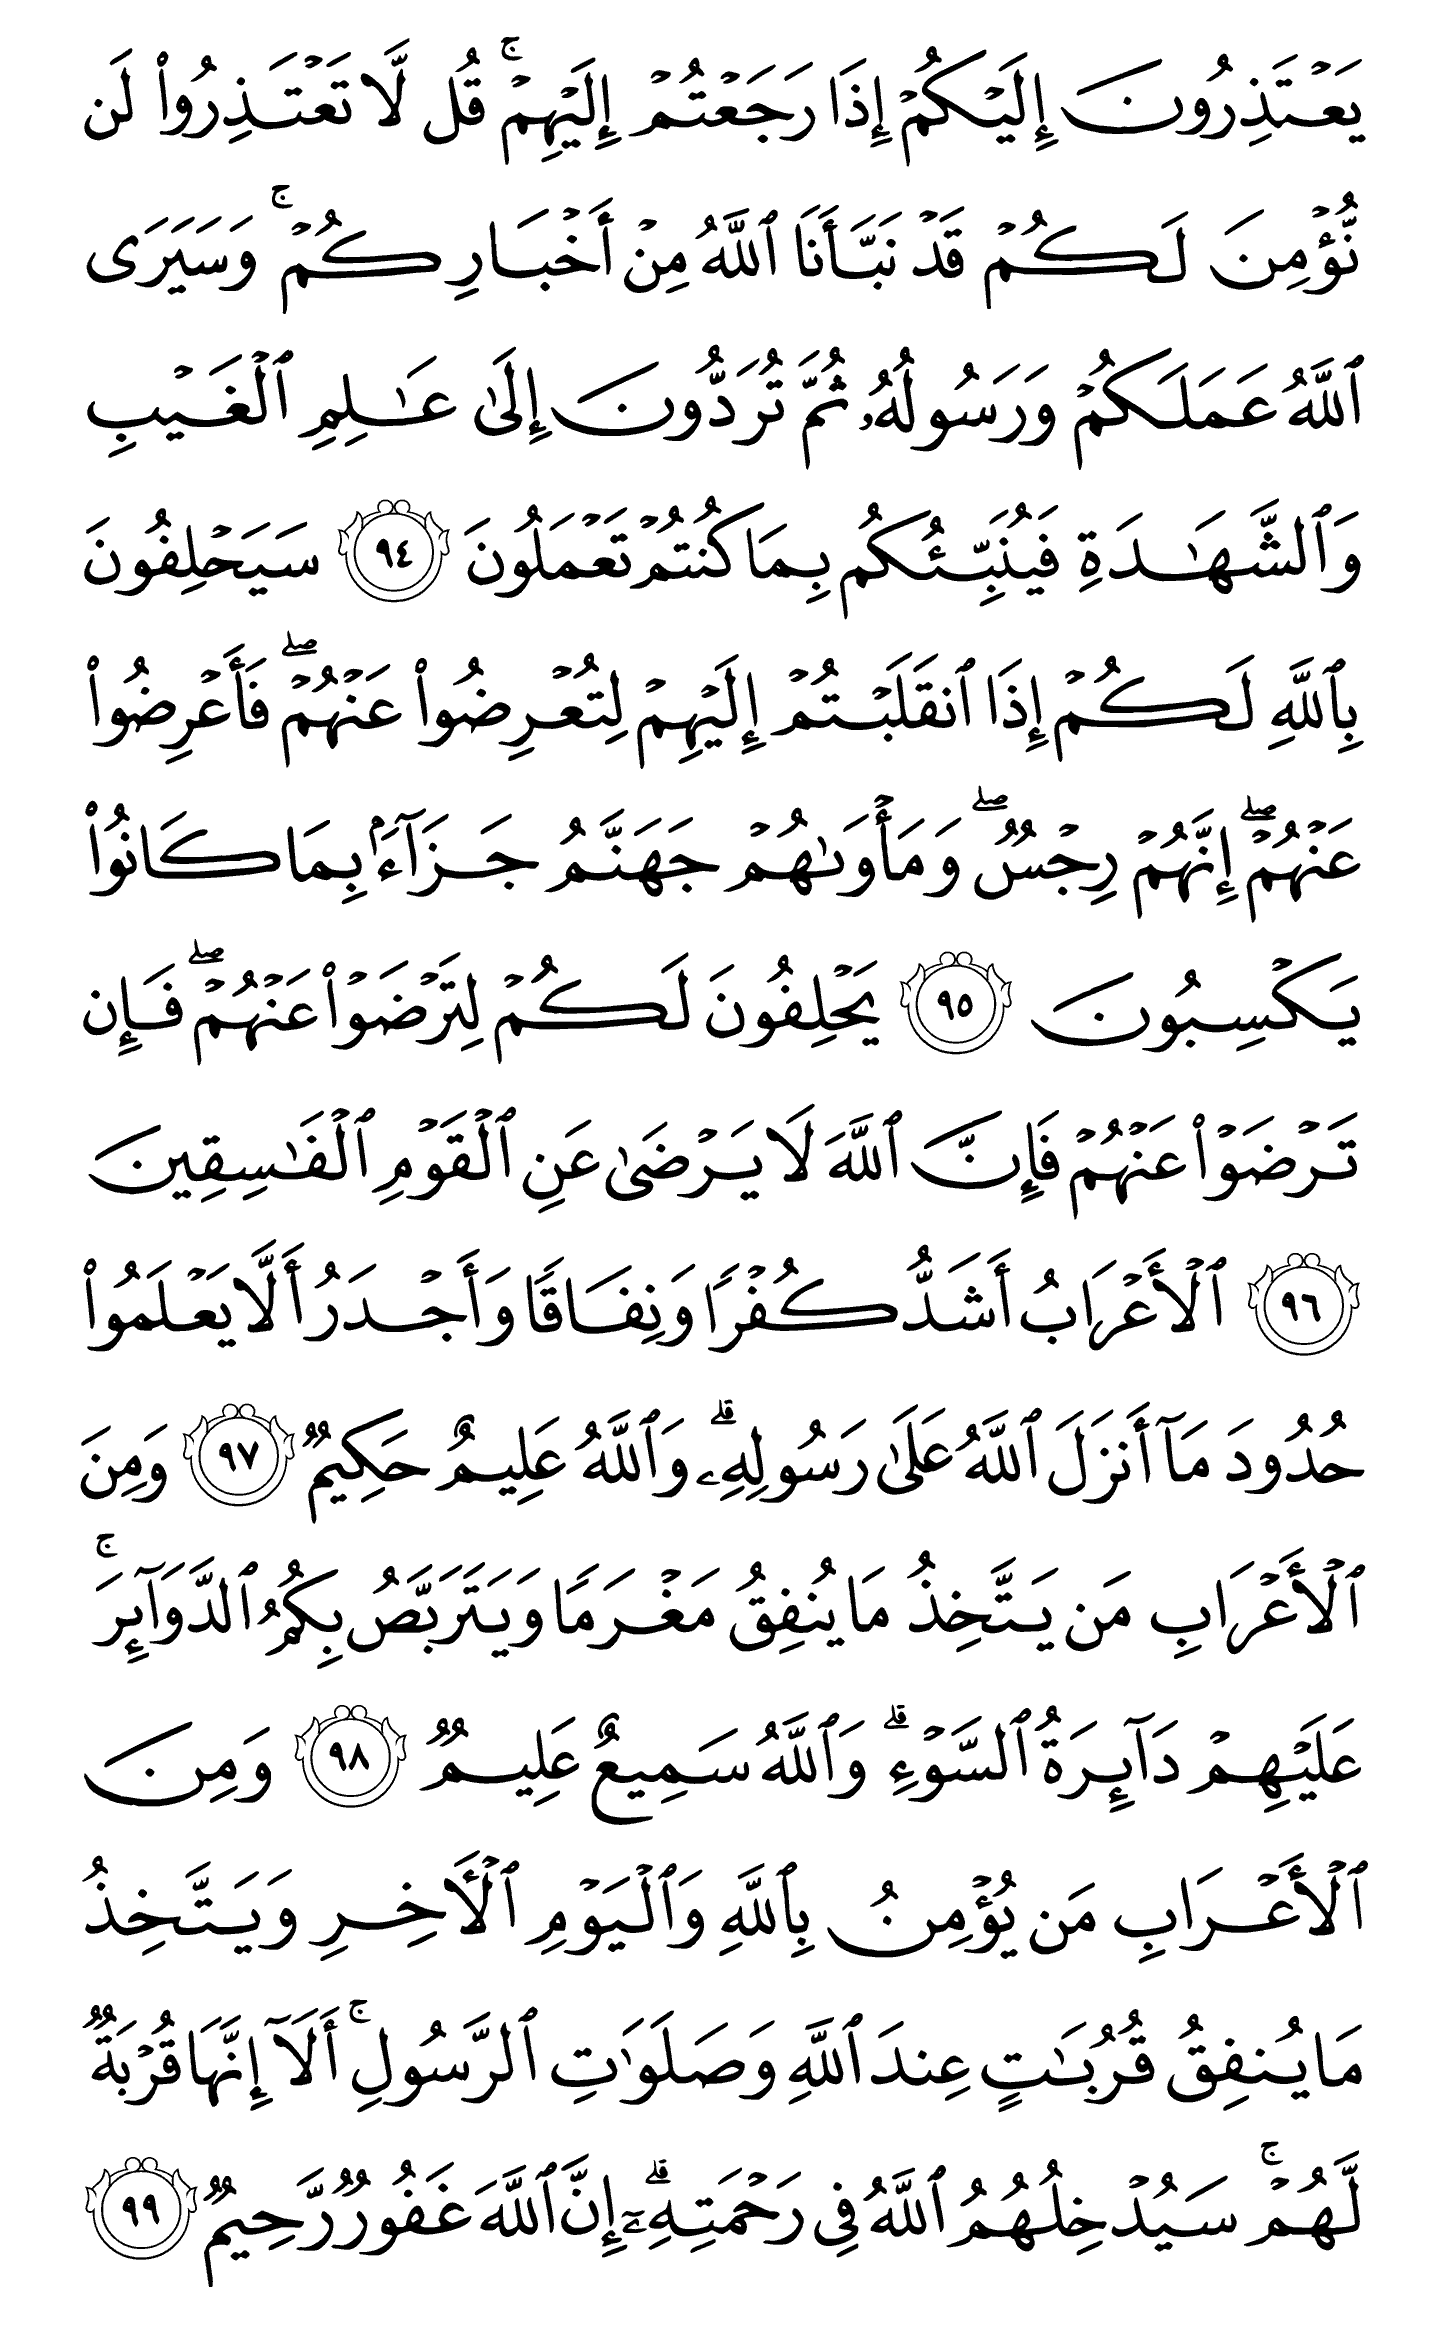 يَعۡتَذِرُونَ إِلَيۡكُمۡ إِذَا رَجَعۡتُمۡ إِلَيۡهِمۡۚ قُل لَّا تَعۡتَذِرُواْ لَن
نُّؤۡمِنَ لَكُمۡ قَدۡ نَبَّأَنَا ٱللَّهُ مِنۡ أَخۡبَارِكُمۡۚ وَسَيَرَى
ٱللَّهُ عَمَلَكُمۡ وَرَسُولُهُۥ ثُمَّ تُرَدُّونَ إِلَىٰ عَٰلِمِ ٱلۡغَيۡبِ
وَٱلشَّهَٰدَةِ فَيُنَبِّئُكُم بِمَا كُنتُمۡ تَعۡمَلُونَ ٩٤ سَيَحۡلِفُونَ
بِٱللَّهِ لَكُمۡ إِذَا ٱنقَلَبۡتُمۡ إِلَيۡهِمۡ لِتُعۡرِضُواْ عَنۡهُمۡۖ فَأَعۡرِضُواْ
عَنۡهُمۡۖ إِنَّهُمۡ رِجۡسٞۖ وَمَأۡوَىٰهُمۡ جَهَنَّمُ جَزَآءَۢ بِمَا كَانُواْ
يَكۡسِبُونَ ٩٥ يَحۡلِفُونَ لَكُمۡ لِتَرۡضَوۡاْ عَنۡهُمۡۖ فَإِن
تَرۡضَوۡاْ عَنۡهُمۡ فَإِنَّ ٱللَّهَ لَا يَرۡضَىٰ عَنِ ٱلۡقَوۡمِ ٱلۡفَٰسِقِينَ
٩٦ ٱلۡأَعۡرَابُ أَشَدُّ كُفۡرٗا وَنِفَاقٗا وَأَجۡدَرُ أَلَّا يَعۡلَمُواْ
حُدُودَ مَآ أَنزَلَ ٱللَّهُ عَلَىٰ رَسُولِهِۦۗ وَٱللَّهُ عَلِيمٌ حَكِيمٞ ٩٧ وَمِنَ
ٱلۡأَعۡرَابِ مَن يَتَّخِذُ مَا يُنفِقُ مَغۡرَمٗا وَيَتَرَبَّصُ بِكُمُ ٱلدَّوَآئِرَۚ
عَلَيۡهِمۡ دَآئِرَةُ ٱلسَّوۡءِۗ وَٱللَّهُ سَمِيعٌ عَلِيمٞ ٩٨ وَمِنَ
ٱلۡأَعۡرَابِ مَن يُؤۡمِنُ بِٱللَّهِ وَٱلۡيَوۡمِ ٱلۡأٓخِرِ وَيَتَّخِذُ
مَا يُنفِقُ قُرُبَٰتٍ عِندَ ٱللَّهِ وَصَلَوَٰتِ ٱلرَّسُولِۚ أَلَآ إِنَّهَا قُرۡبَةٞ
لَّهُمۡۚ سَيُدۡخِلُهُمُ ٱللَّهُ فِي رَحۡمَتِهِۦٓۗ إِنَّ ٱللَّهَ غَفُورٞ رَّحِيمٞ ٩٩